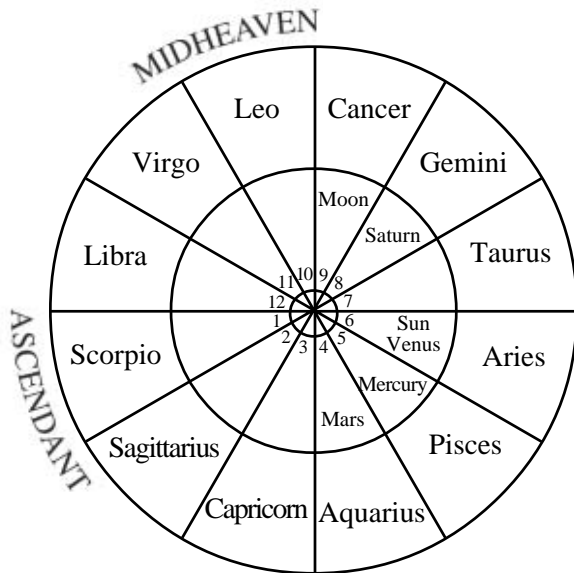 MIDHEAVEN
Leo
Cancer
Virgo
Gemini
Moon
Saturn
Libra
Taurus
10
9
11
8
12
7
1
6
2
5
3
4
Sun
Venus
ASCENDANT
Scorpio
Aries
Mercury
Mars
Sagittarius
Pisces
Capricorn
Aquarius